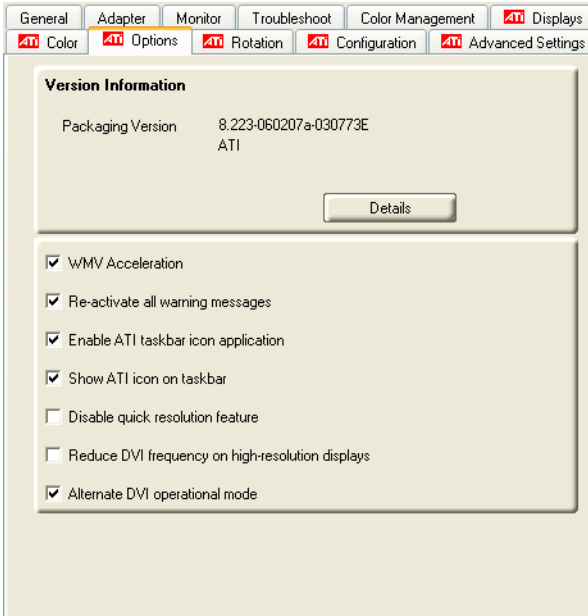 General Adapter Monitor Troubleshoot Color Management ATI Displays
ATI Color ATI Options ATI Rotation ATI Configuration ATI Advanced Settings
Version Information
Packaging Version 8.223-060207a-030773E
ATI
Details
WMV Acceleration
Re-activate all warning messages
Enable ATI taskbar icon application
Show ATI icon on taskbar
Disable quick resolution feature
Reduce DVI frequency on high-resolution displays
Alternate DVI operational mode